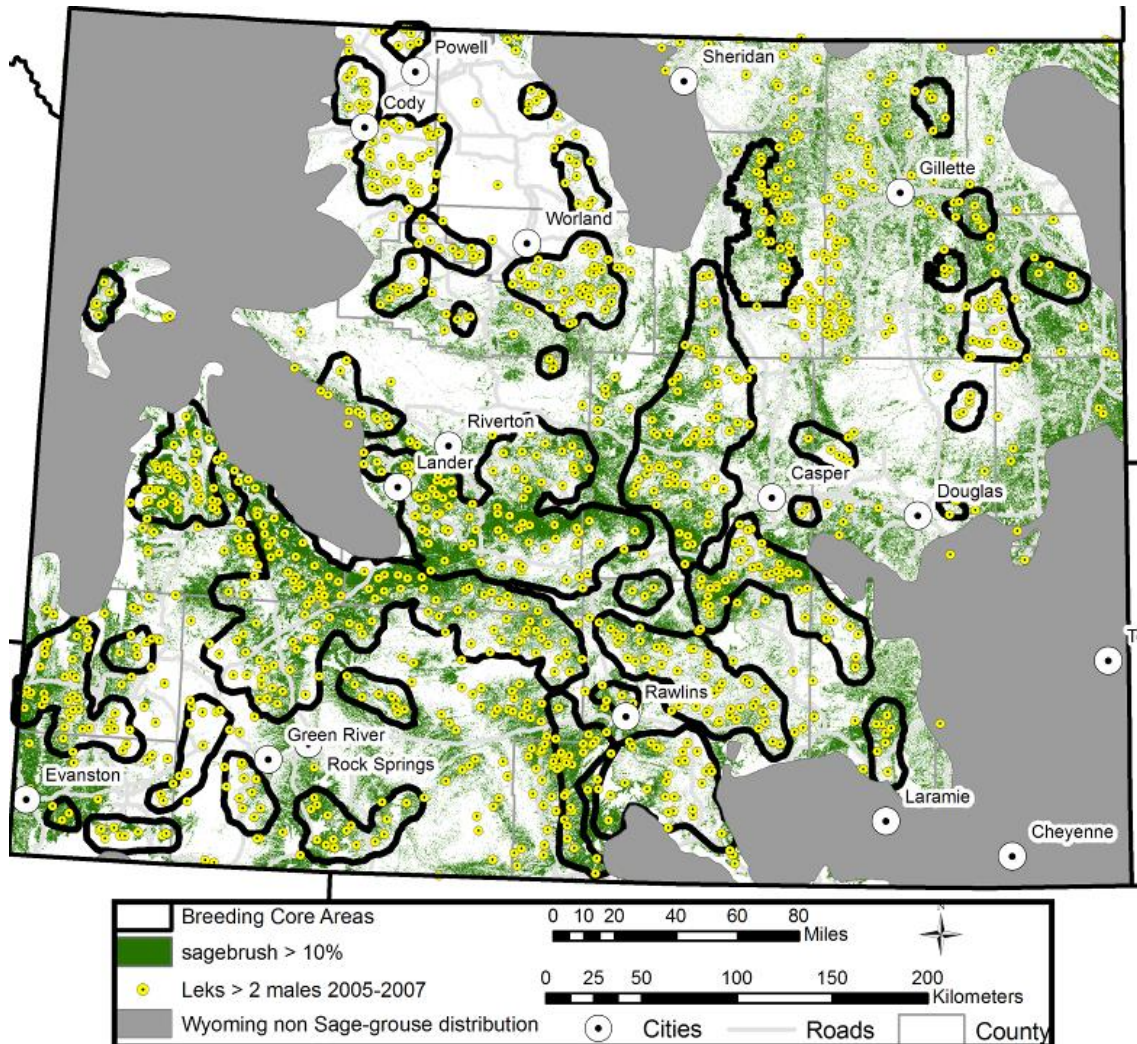 Powell
Sheridan
Cody
Gillette
Worland
Riverton
Lander
Casper
Douglas
T
Rawlins
Green River
Rock Springs
Evanston
Laramie
Cheyenne
Breeding Core Areas
sagebrush > 10%
Leks > 2 males 2005-2007
Wyoming non Sage-grouse distribution
0 10 20 40 60 80
Miles
N
0 25 50 100 150 200
Kilometers
Cities
Roads
County